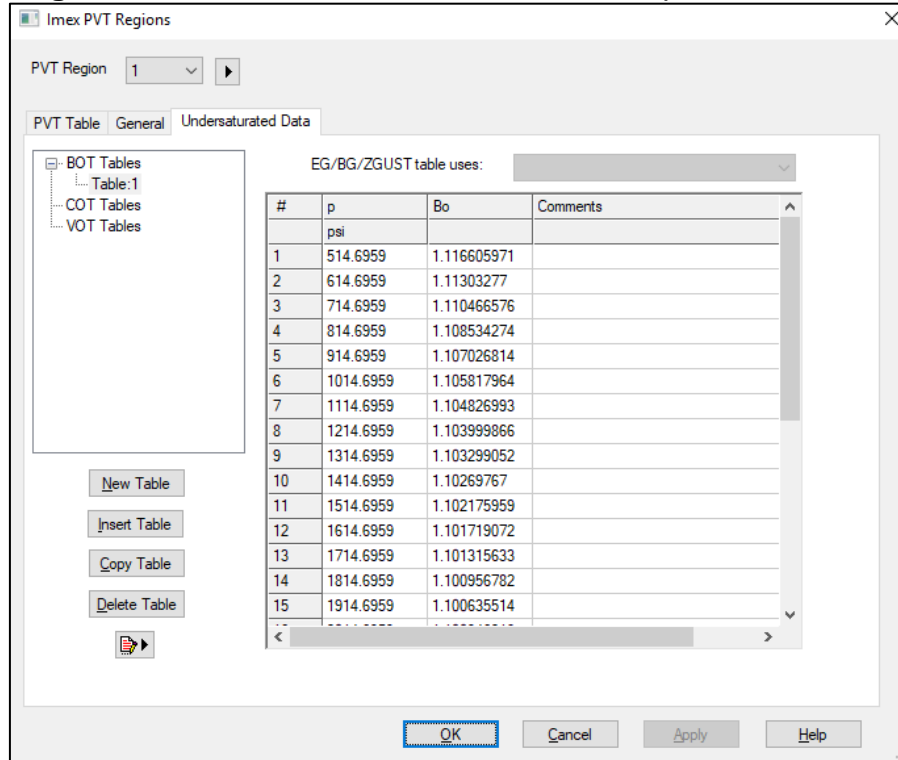 Imex PVT Regions
PVT Region 1
PVT Table General Undersaturated Data
BOT Tables
Table:1
COT Tables
VOT Tables
EG/BG/ZGUST table uses:
# p Bo Comments
psi
1 514.6959 1.116605971
2 614.6959 1.11303277
3 714.6959 1.110466576
4 814.6959 1.108534274
5 914.6959 1.107026814
6 1014.6959 1.105817964
7 1114.6959 1.104826993
8 1214.6959 1.103999866
9 1314.6959 1.103299052
10 1414.6959 1.10269767
11 1514.6959 1.102175959
12 1614.6959 1.101719072
13 1714.6959 1.101315633
14 1814.6959 1.100956782
15 1914.6959 1.100635514
New Table
Insert Table
Copy Table
Delete Table
OK Cancel Apply Help